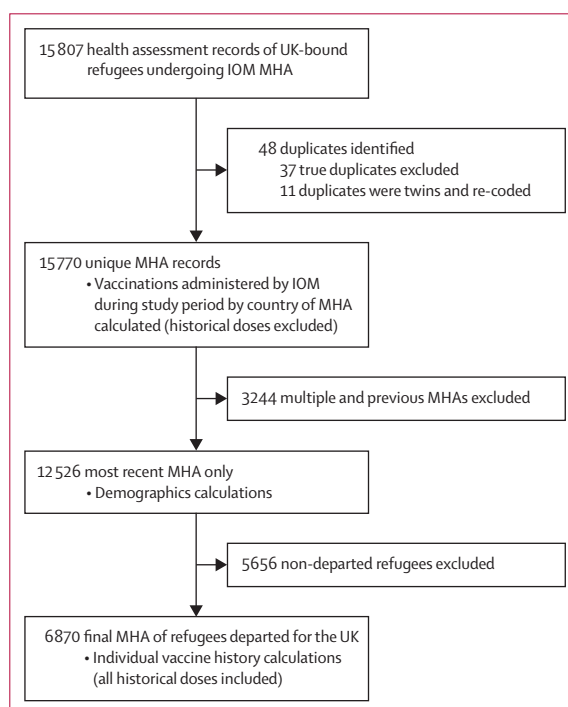 15 807 health assessment records of UK-bound
refugees undergoing IOM MHA
48 duplicates identified
37 true duplicates excluded
11 duplicates were twins and re-coded
15 770 unique MHA records
• Vaccinations administered by IOM
during study period by country of MHA
calculated (historical doses excluded)
3244 multiple and previous MHAs excluded
12 526 most recent MHA only
• Demographics calculations
5656 non-departed refugees excluded
6870 final MHA of refugees departed for the UK
• Individual vaccine history calculations
(all historical doses included)